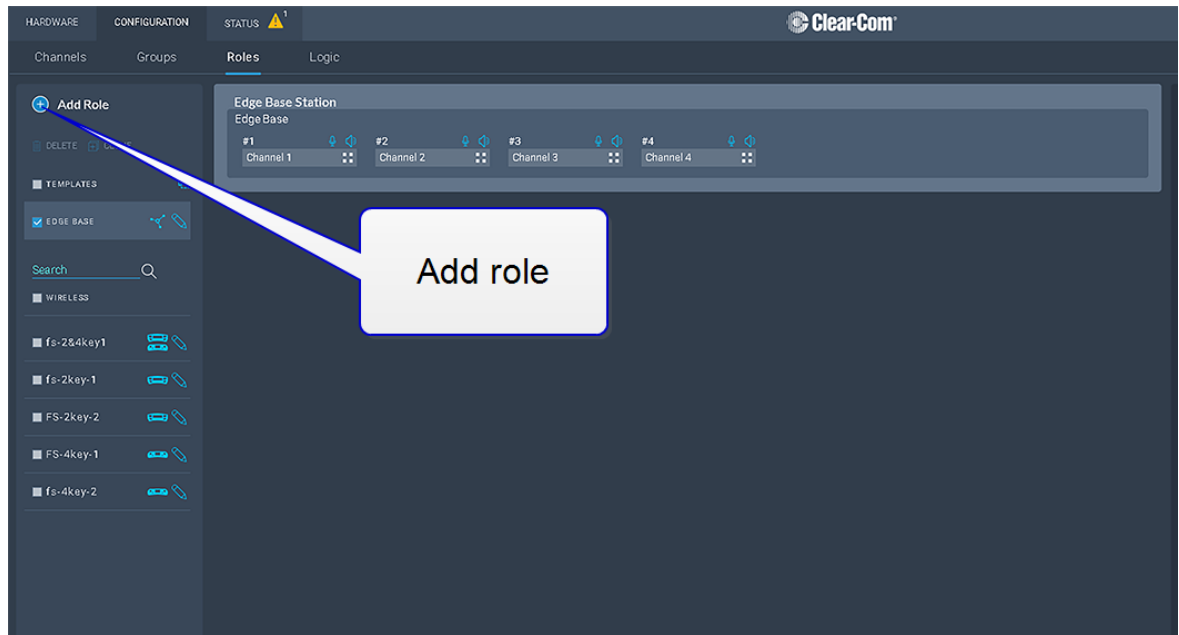 HARDWARE CONFIGURATION STATUS 1 Clear-Com
Channels Groups Roles Logic
Add Role
Edge Base Station
Edge Base
#1 #2 #3 #4
Channel 1 Channel 2 Channel 3 Channel 4
DELETE
TEMPLATES
EDGE BASE
Add role
Search
WIRELESS
fs-2&4key1
fs-2key-1
FS-2key-2
FS-4key-1
fs-4key-2